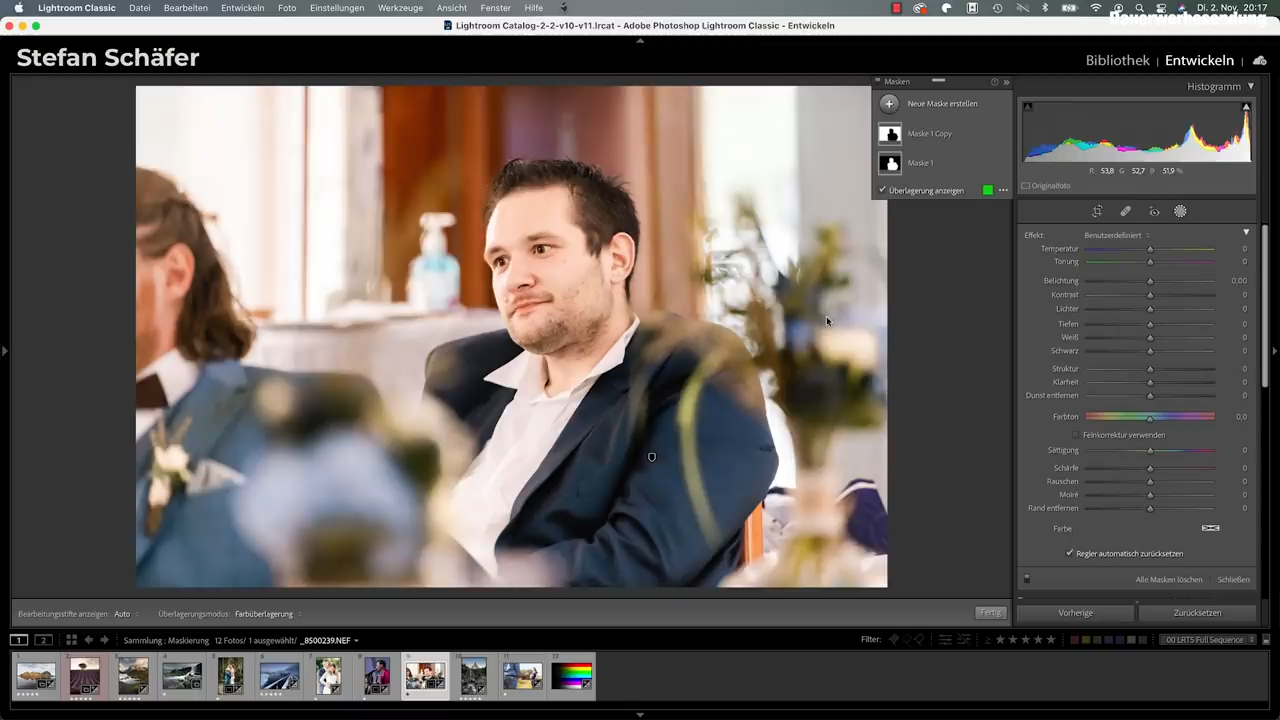 Lightroom Classic Datei Bearbeiten Entwickeln Foto Einstellungen Werkzeuge Ansicht Fenster Hilfe
Di. 2. Nov. 20:17
Dauerwerbesendung
Lightroom Catalog-2-2-v10-v11.lrcat - Adobe Photoshop Lightroom Classic - Entwickeln
Stefan Schäfer
Bibliothek | Entwickeln
Masken
Neue Maske erstellen
Maske 1 Copy
Maske 1
Überlagerung anzeigen
Histogramm
R 53,8 G 52,7 B 51,9 %
Originalfoto
Effekt: Benutzerdefiniert
Temperatur 0
Tonung 0
Belichtung 0,00
Kontrast 0
Lichter 0
Tiefen 0
Weiß 0
Schwarz 0
Struktur 0
Klarheit 0
Dunst entfernen 0
Farbton 0,0
Feinkorrektur verwenden
Sättigung 0
Schärfe 0
Rauschen 0
Moiré 0
Rand entfernen 0
Farbe
Regler automatisch zurücksetzen
Alle Masken löschen Schließen
Bearbeitungsstifte anzeigen: Auto Überlagerungsmodus: Farbüberlagerung Fertig
Vorherige Zurücksetzen
1 2 Sammlung : Maskierung 12 Fotos/ 1 ausgewählt/ _8500239.NEF Filter: 00 LRT5 Full Sequence